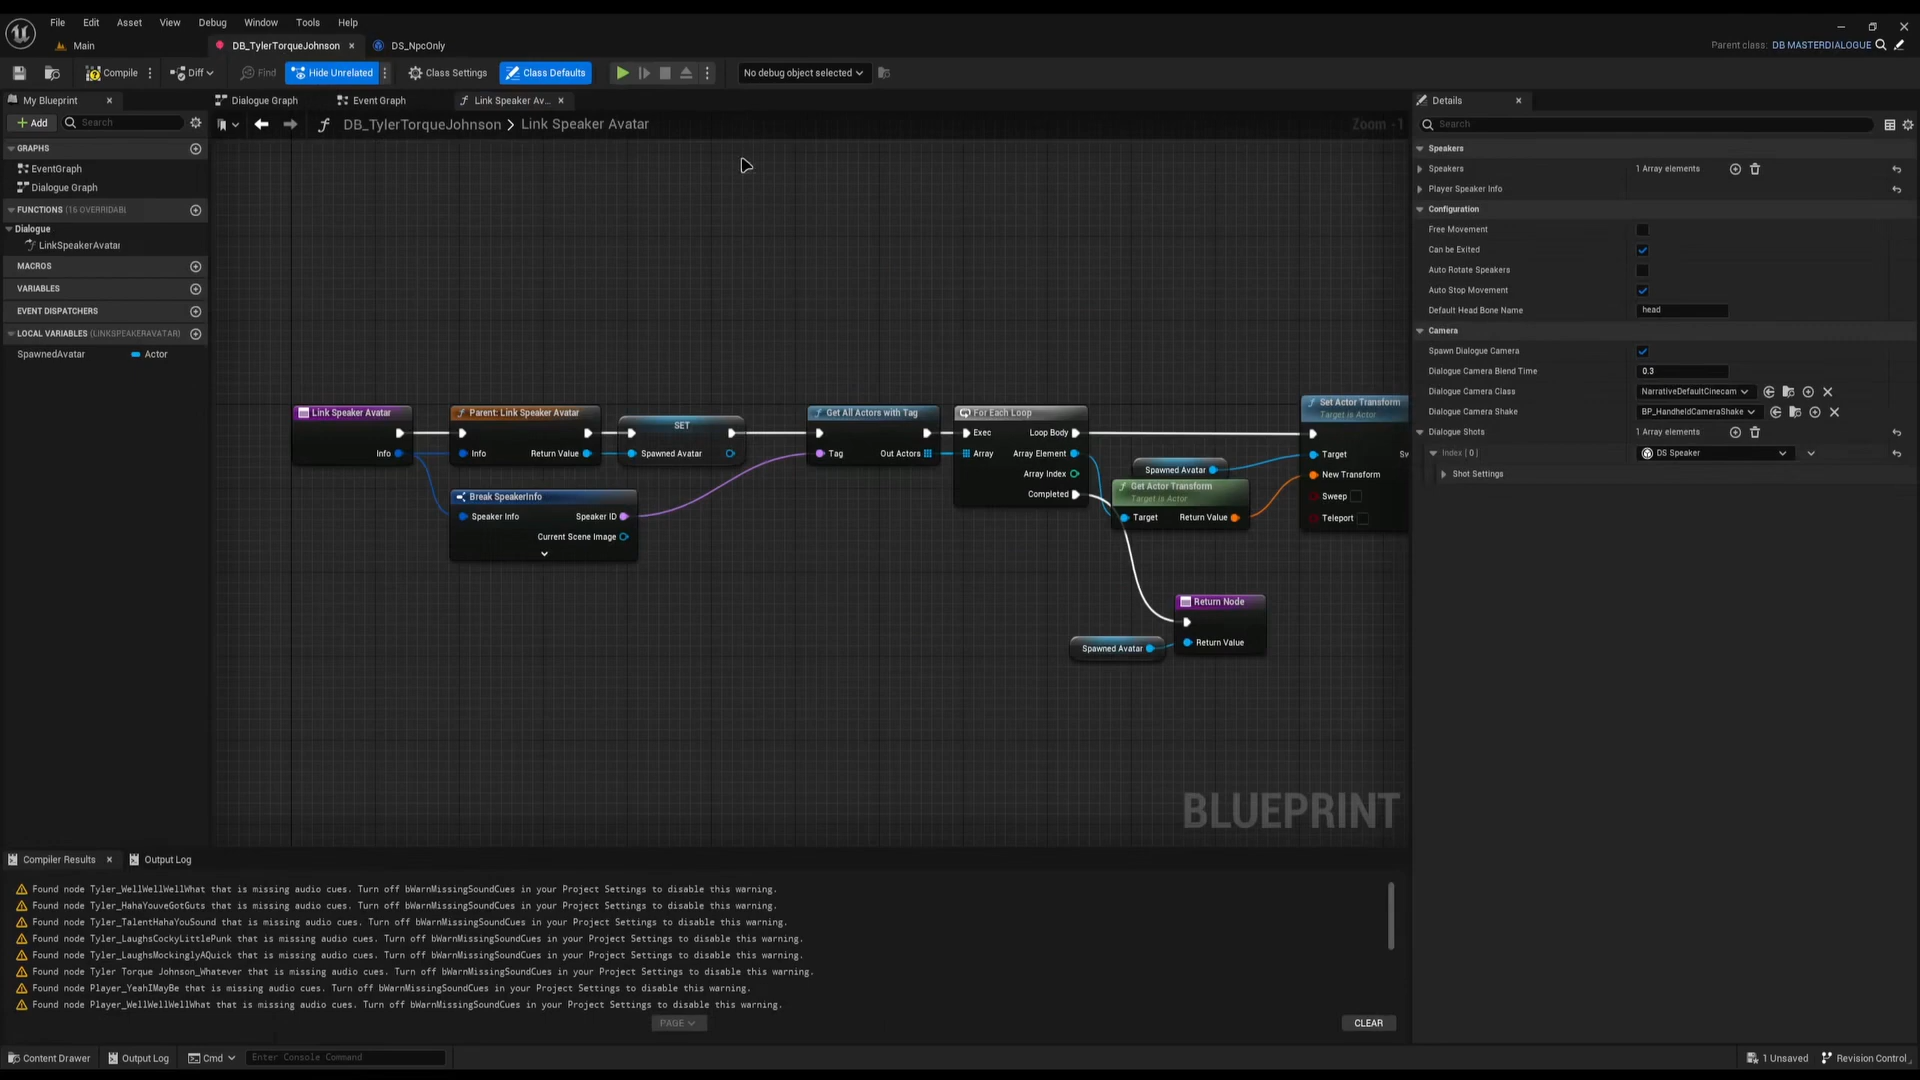 File Edit Asset View Debug Window Tools Help
Main DB_TylerTorqueJohnson DS_NpcOnly
Parent class: DB MASTERDIALOGUE
Compile Diff Find Hide Unrelated Class Settings Class Defaults No debug object selected
My Blueprint
Add Search
GRAPHS
EventGraph
Dialogue Graph
FUNCTIONS (16 OVERRIDAB
Dialogue
LinkSpeakerAvatar
MACROS
VARIABLES
EVENT DISPATCHERS
LOCAL VARIABLES (LINKSPEAKERAVATAR)
SpawnedAvatar Actor
Dialogue Graph Event Graph Link Speaker Av...
DB_TylerTorqueJohnson > Link Speaker Avatar
Zoom -1
Link Speaker Avatar
Info
Parent: Link Speaker Avatar
Info Return Value
SET
Spawned Avatar
Break SpeakerInfo
Speaker Info Speaker ID
Current Scene Image
Get All Actors with Tag
Tag Out Actors
For Each Loop
Exec Loop Body
Array Array Element
Array Index
Completed
Spawned Avatar
Get Actor Transform
Target is Actor
Target Return Value
Set Actor Transform
Target is Actor
Target Sw
New Transform
Sweep
Teleport
Return Node
Return Value
Spawned Avatar
BLUEPRINT
Details
Search
Speakers
Speakers 1 Array elements
Player Speaker Info
Configuration
Free Movement
Can be Exited
Auto Rotate Speakers
Auto Stop Movement
Default Head Bone Name head
Camera
Spawn Dialogue Camera
Dialogue Camera Blend Time 0.3
Dialogue Camera Class NarrativeDefaultCinecam
Dialogue Camera Shake BP_HandheldCameraShake
Dialogue Shots 1 Array elements
Index [ 0 ] DS Speaker
Shot Settings
Compiler Results Output Log
Found node Tyler_WellWellWellWhat that is missing audio cues. Turn off bWarnMissingSoundCues in your Project Settings to disable this warning.
Found node Tyler_HahaYouveGotGuts that is missing audio cues. Turn off bWarnMissingSoundCues in your Project Settings to disable this warning.
Found node Tyler_TalentHahaYouSound that is missing audio cues. Turn off bWarnMissingSoundCues in your Project Settings to disable this warning.
Found node Tyler_LaughsCockyLittlePunk that is missing audio cues. Turn off bWarnMissingSoundCues in your Project Settings to disable this warning.
Found node Tyler_LaughsMockinglyAQuick that is missing audio cues. Turn off bWarnMissingSoundCues in your Project Settings to disable this warning.
Found node Tyler Torque Johnson_Whatever that is missing audio cues. Turn off bWarnMissingSoundCues in your Project Settings to disable this warning.
Found node Player_YeahIMayBe that is missing audio cues. Turn off bWarnMissingSoundCues in your Project Settings to disable this warning.
Found node Player_WellWellWellWhat that is missing audio cues. Turn off bWarnMissingSoundCues in your Project Settings to disable this warning.
PAGE CLEAR
Content Drawer Output Log Cmd Enter Console Command 1 Unsaved Revision Control